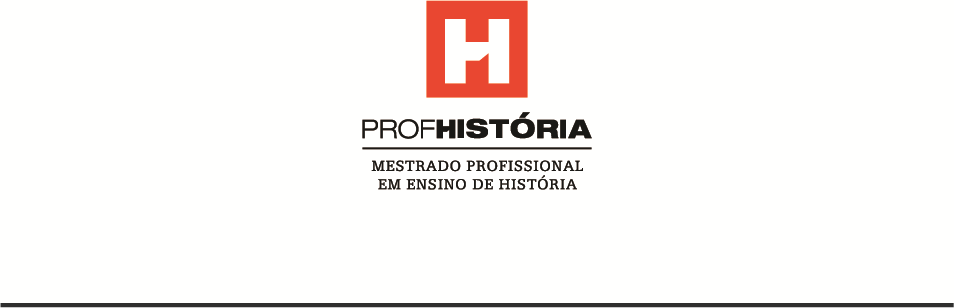 H
PROFHISTÓRIA
MESTRADO PROFISSIONAL
EM ENSINO DE HISTÓRIA